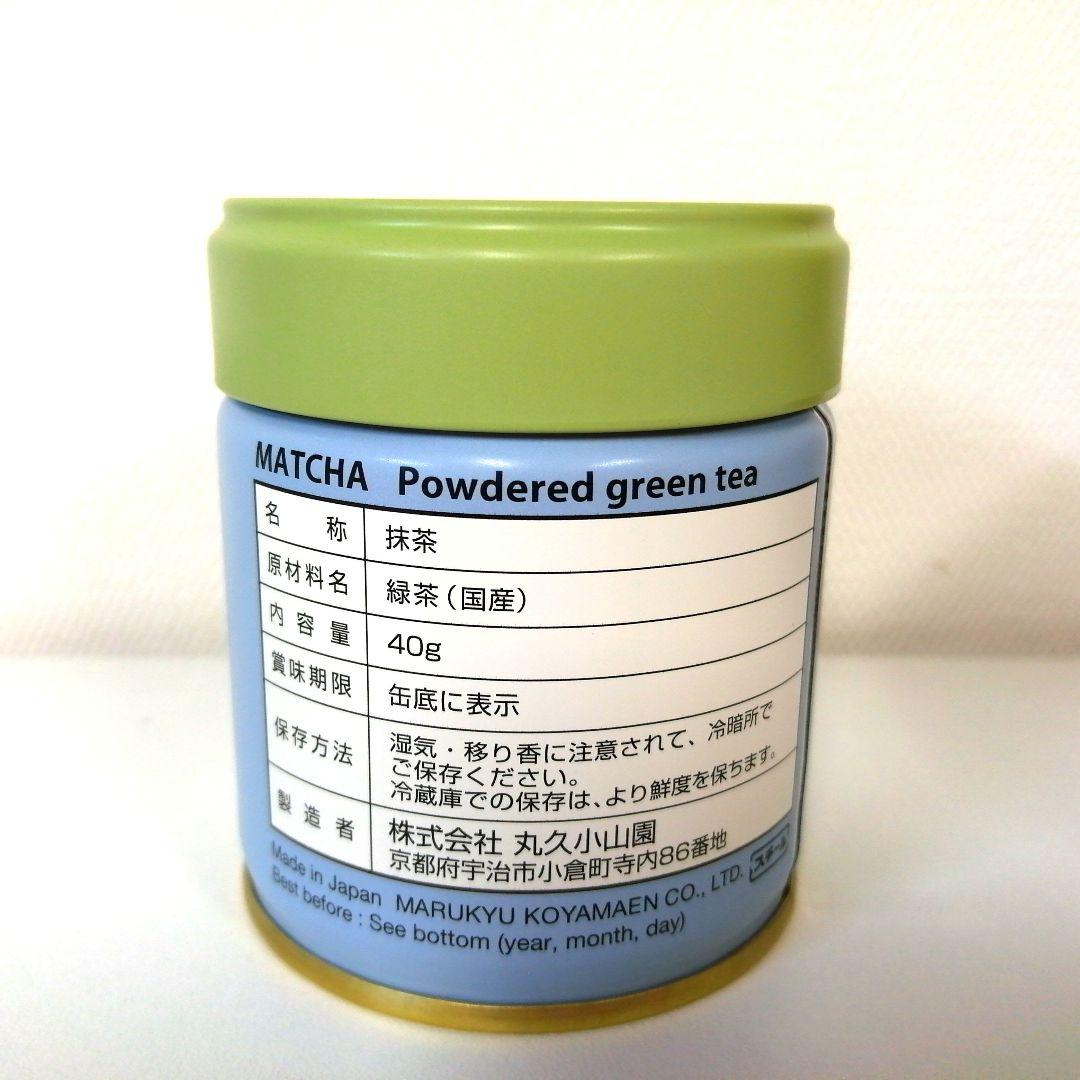 MATCHA Powdered green tea
名称 抹茶
原材料名 緑茶（国産）
内容量 40g
賞味期限 缶底に表示
保存方法 湿気・移り香に注意されて、冷暗所で
ご保存ください。
冷蔵庫での保存は、より鮮度を保ちます。
製造者 株式会社 丸久小山園
京都府宇治市小倉町寺内86番地
Made in Japan MARUKYU KOYAMAEN CO., LTD. スチール
Best before : See bottom (year, month, day)